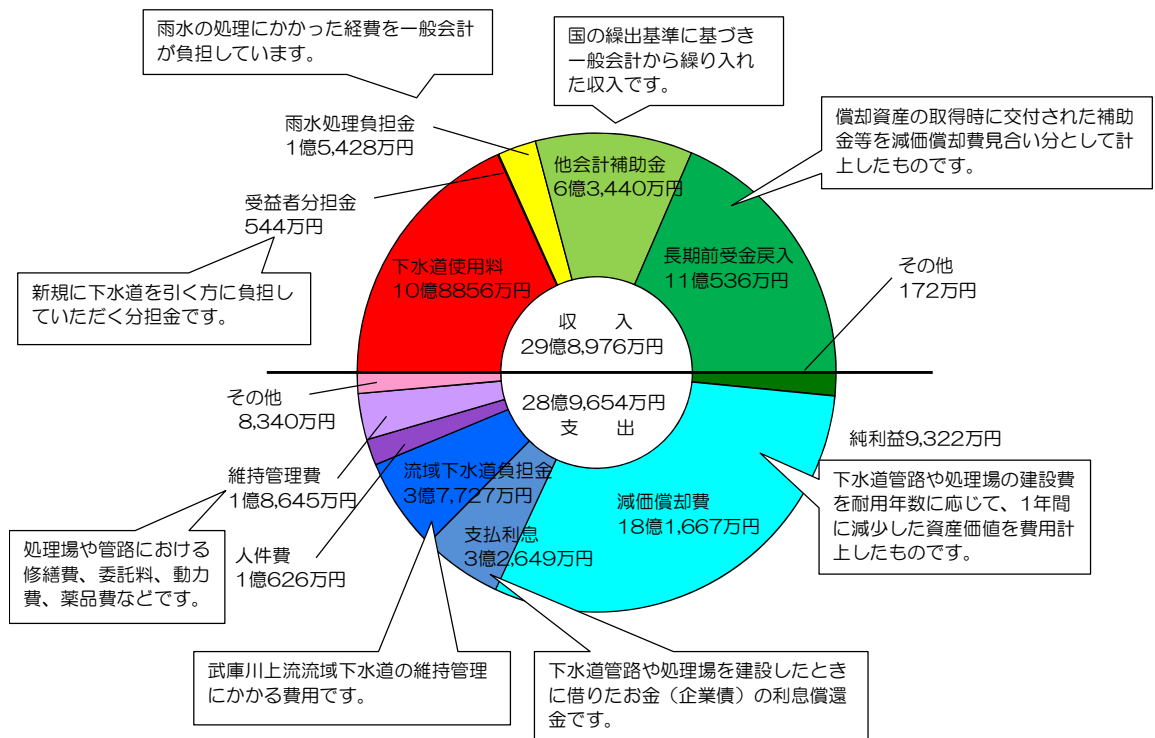 雨水の処理にかかった経費を一般会計
が負担しています。
国の繰出基準に基づき
一般会計から繰り入れ
た収入です。
償却資産の取得時に交付された補助
金等を減価償却費見合い分として計
上したものです。
雨水処理負担金
1億5,428万円
他会計補助金
6億3,440万円
受益者分担金
544万円
新規に下水道を引く方に負担し
ていただく分担金です。
下水道使用料
10億8856万円
長期前受金戻入
11億536万円
その他
172万円
収　入
29億8,976万円
28億9,654万円
支　出
その他
8,340万円
純利益9,322万円
維持管理費
1億8,645万円
流域下水道負担金
3億7,727万円
減価償却費
18億1,667万円
下水道管路や処理場の建設費
を耐用年数に応じて、1年間
に減少した資産価値を費用計
上したものです。
支払利息
3億2,649万円
人件費
1億626万円
処理場や管路における
修繕費、委託料、動力
費、薬品費などです。
武庫川上流流域下水道の維持管理
にかかる費用です。
下水道管路や処理場を建設したとき
に借りたお金（企業債）の利息償還
金です。